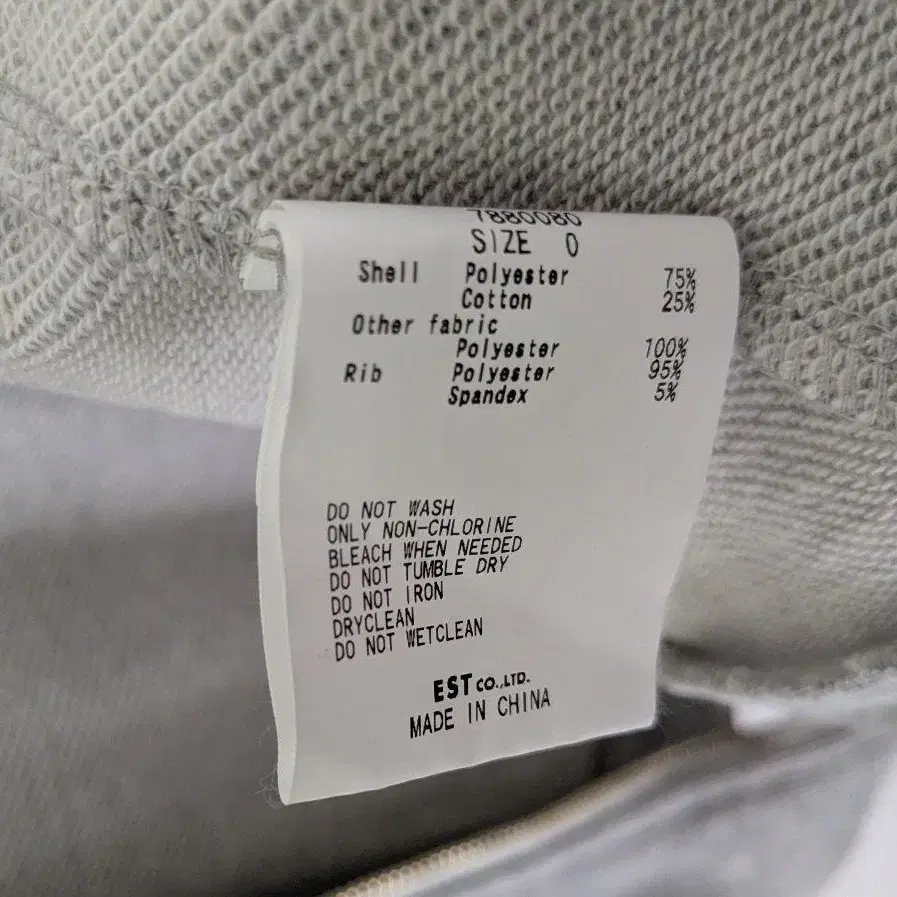 7880080
SIZE 0
Shell Polyester 75%
Cotton 25%
Other fabric
Polyester 100%
Rib Polyester 95%
Spandex 5%
DO NOT WASH
ONLY NON-CHLORINE
BLEACH WHEN NEEDED
DO NOT TUMBLE DRY
DO NOT IRON
DRYCLEAN
DO NOT WETCLEAN
EST CO.,LTD.
MADE IN CHINA